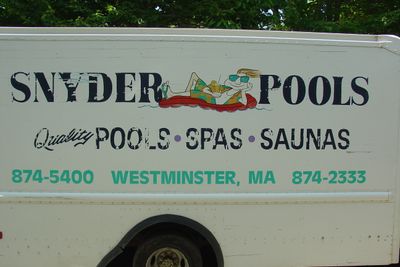 SNYDER POOLS
Quality POOLS • SPAS • SAUNAS
874-5400 WESTMINSTER, MA 874-2333